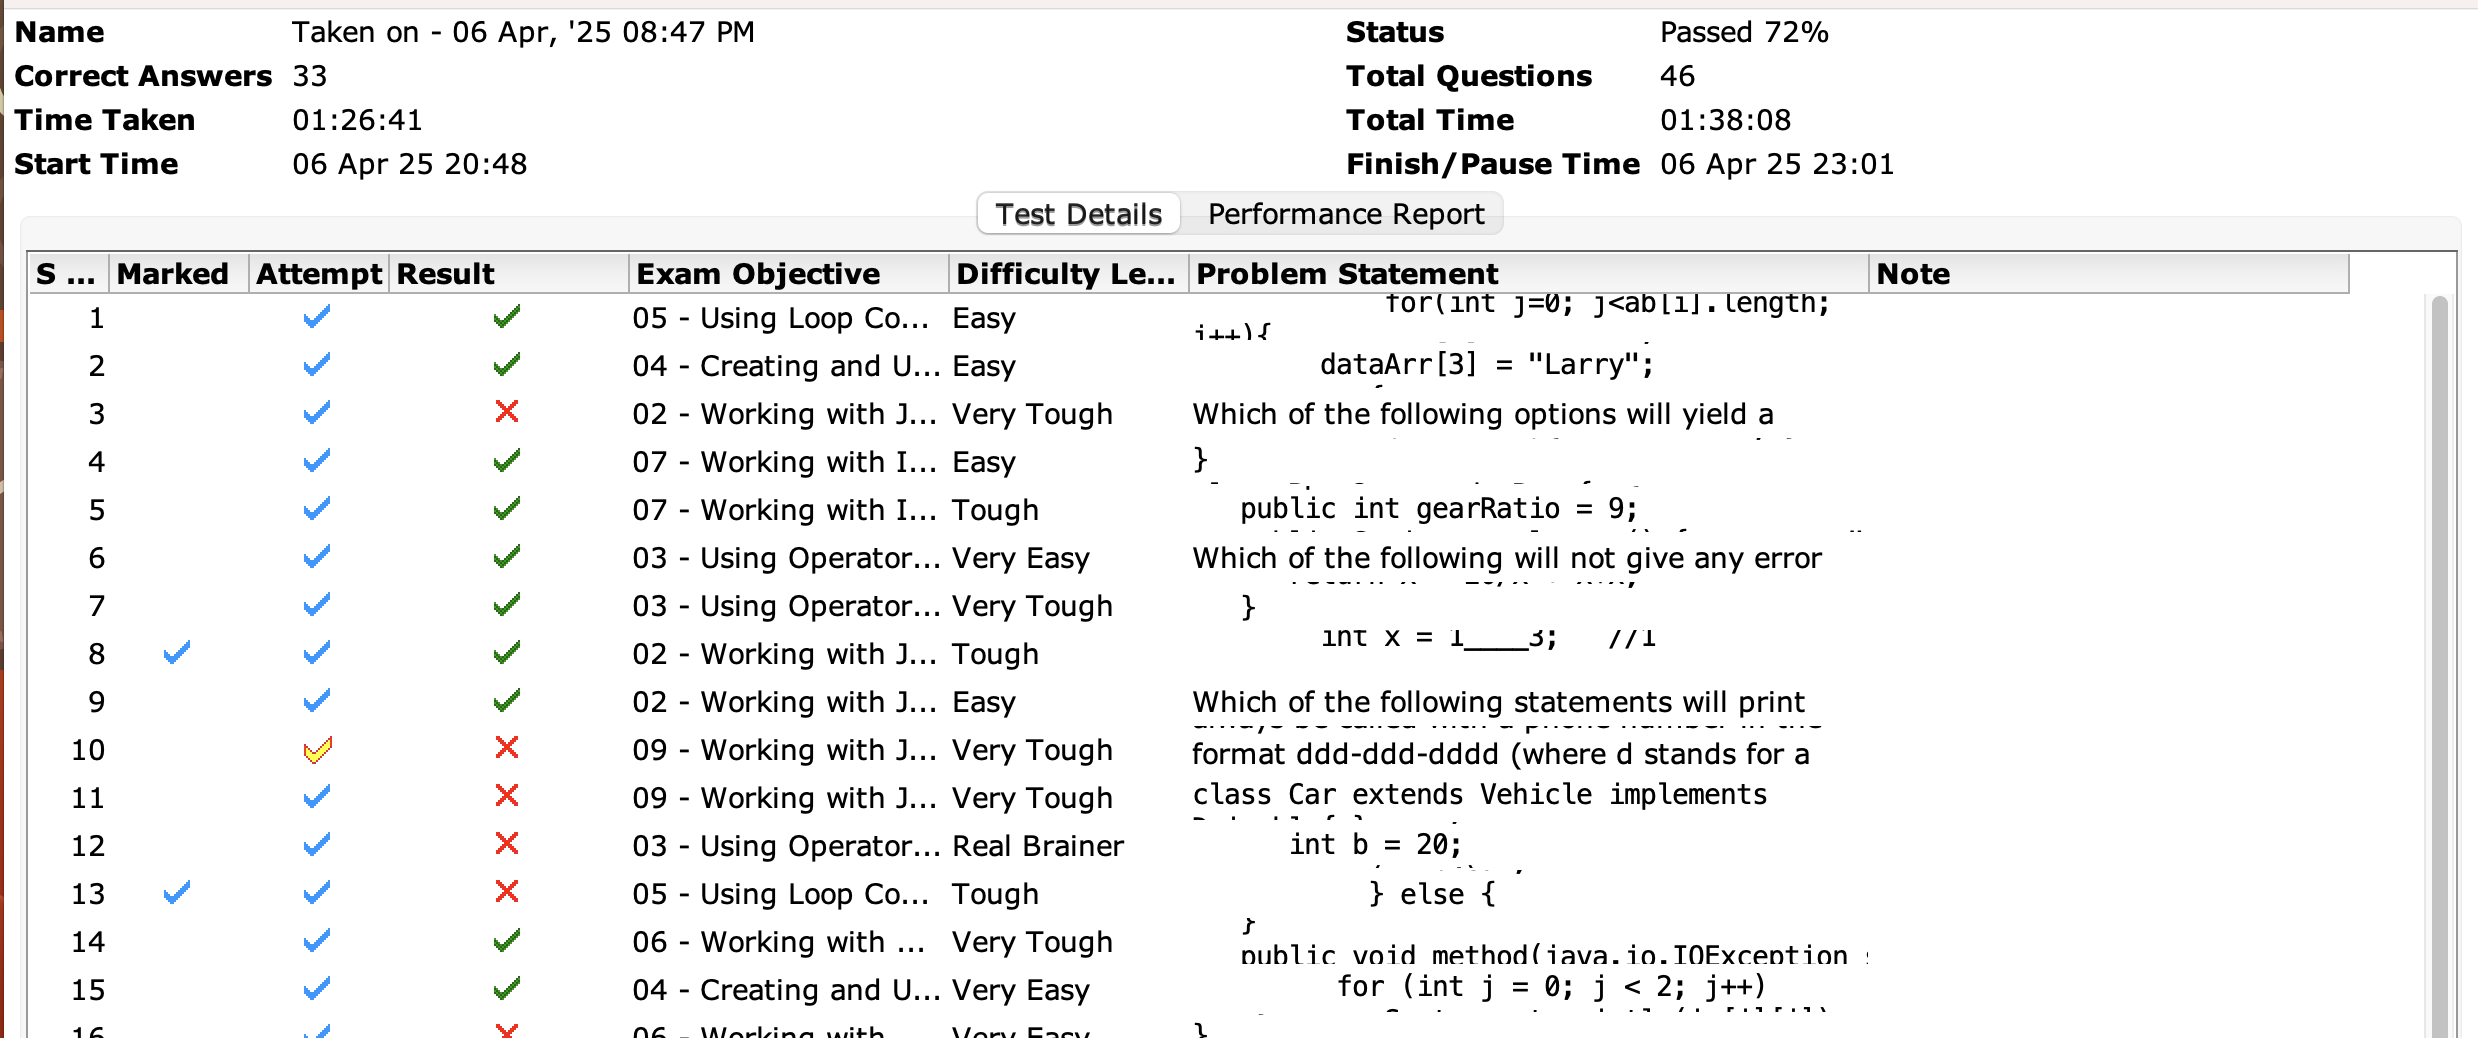 Name Taken on - 06 Apr, '25 08:47 PM Status Passed 72%
Correct Answers 33 Total Questions 46
Time Taken 01:26:41 Total Time 01:38:08
Start Time 06 Apr 25 20:48 Finish/Pause Time 06 Apr 25 23:01
Test Details Performance Report
S ... Marked Attempt Result Exam Objective Difficulty Le... Problem Statement Note
for(int j=0; j<ab[i].length;
1 05 - Using Loop Co... Easy
j++){
2 04 - Creating and U... Easy dataArr[3] = "Larry";
3 02 - Working with J... Very Tough Which of the following options will yield a
4 07 - Working with I... Easy }
5 07 - Working with I... Tough public int gearRatio = 9;
6 03 - Using Operator... Very Easy Which of the following will not give any error
7 03 - Using Operator... Very Tough }
int x = 1____3; //1
8 02 - Working with J... Tough
9 02 - Working with J... Easy Which of the following statements will print
always be called with a phone number in the
10 09 - Working with J... Very Tough format ddd-ddd-dddd (where d stands for a
11 09 - Working with J... Very Tough class Car extends Vehicle implements
12 03 - Using Operator... Real Brainer int b = 20;
13 05 - Using Loop Co... Tough } else {
}
14 06 - Working with ... Very Tough
public void method(java.io.IOException
15 04 - Creating and U... Very Easy for (int j = 0; j < 2; j++)
16 06 - Working with ... Very Easy }